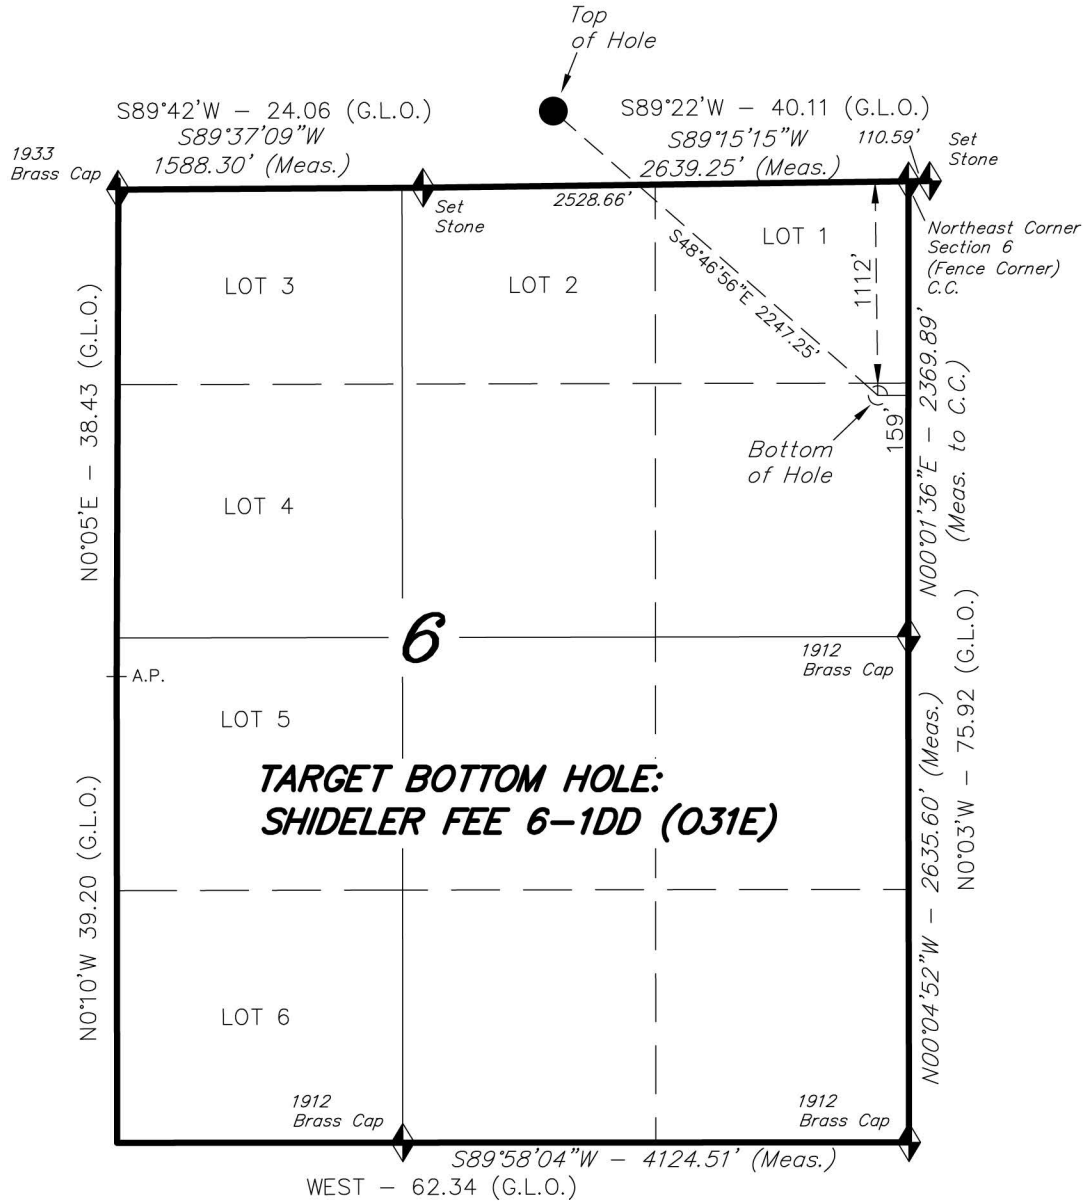 Top
of Hole
S89°42'W - 24.06 (G.L.O.)
S89°37'09"W
1588.30' (Meas.)
S89°22'W - 40.11 (G.L.O.)
S89°15'15"W
2639.25' (Meas.)
110.59'
Set
Stone
1933
Brass Cap
2528.66'
Set
Stone
Northeast Corner
Section 6
(Fence Corner)
C.C.
LOT 3
LOT 2
LOT 1
S48°46'56"E 2247.25'
1112'
159'
Bottom
of Hole
N0°05'E - 38.43 (G.L.O.)
N00°01'36"E - 2369.89'
(Meas. to C.C.)
LOT 4
6
1912
Brass Cap
A.P.
LOT 5
TARGET BOTTOM HOLE:
SHIDELER FEE 6-1DD (O31E)
N0°10'W 39.20 (G.L.O.)
N00°04'52"W - 2635.60' (Meas.)
N0°03'W - 75.92 (G.L.O.)
LOT 6
1912
Brass Cap
1912
Brass Cap
S89°58'04"W - 4124.51' (Meas.)
WEST - 62.34 (G.L.O.)